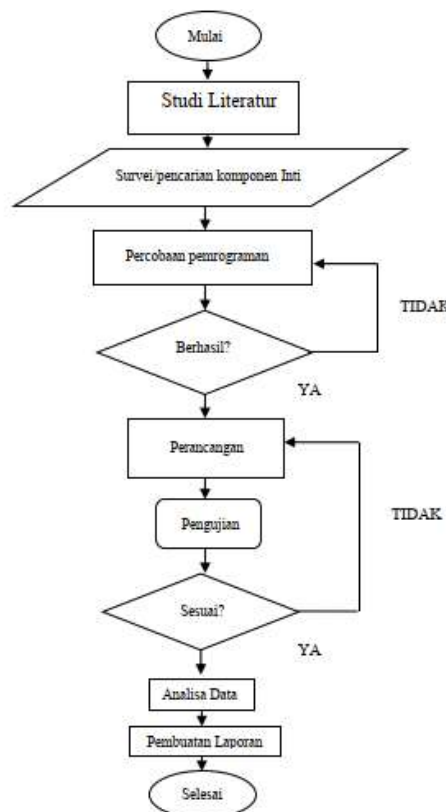 Mulai
Studi Literatur
Survei/pencarian komponen Inti
Percobaan pemrograman
TIDAK
Berhasil?
YA
Perancangan
Pengujian
TIDAK
Sesuai?
YA
Analisa Data
Pembuatan Laporan
Selesai